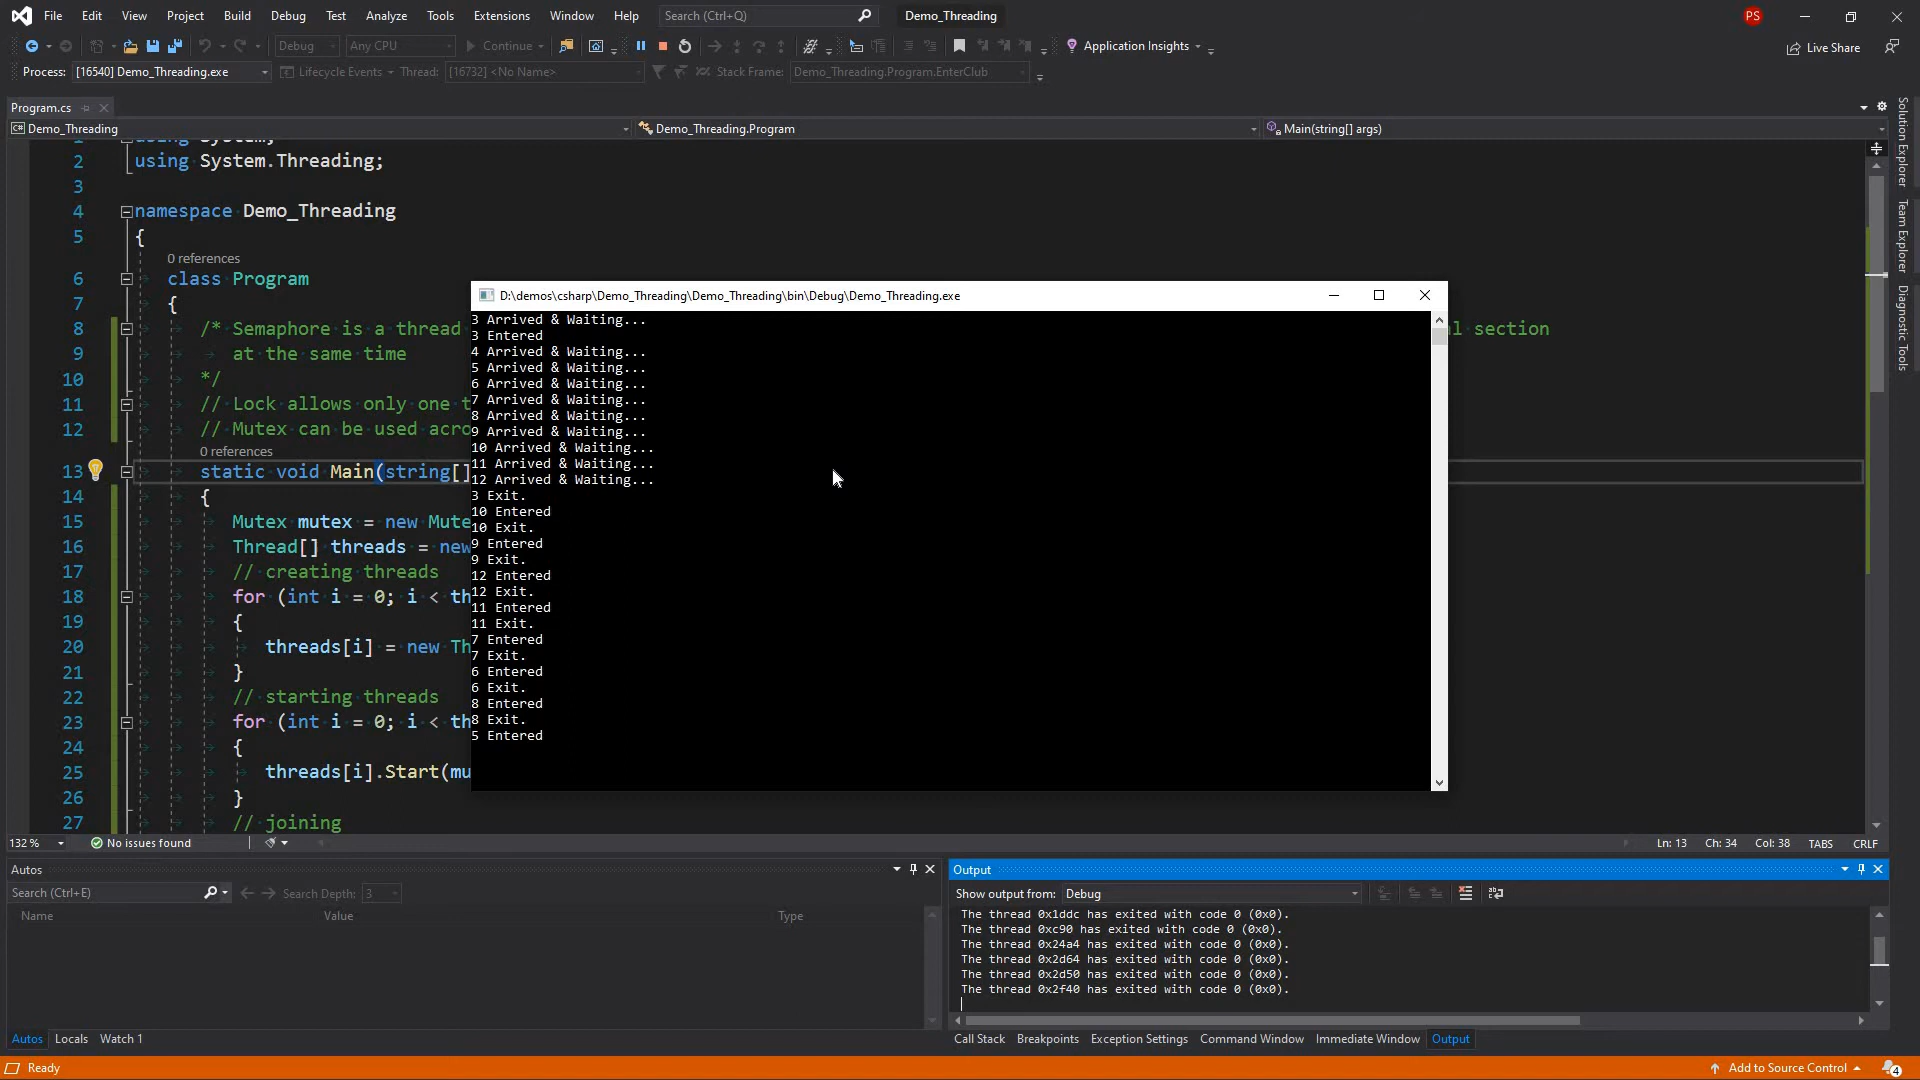 File Edit View Project Build Debug Test Analyze Tools Extensions Window Help Search (Ctrl+Q) Demo_Threading PS
Debug Any CPU Continue Application Insights Live Share
Process: [16540] Demo_Threading.exe Lifecycle Events Thread: [16732] <No Name> Stack Frame: Demo_Threading.Program.EnterClub
Program.cs
Demo_Threading Demo_Threading.Program Main(string[] args)
1 using System;
2 using System.Threading;
3
4 namespace Demo_Threading
5 {
0 references
6 class Program
7 {
8 /* Semaphore is a thread l section
9 at the same time
10 */
11 // Lock allows only one t
12 // Mutex can be used acro
0 references
13 static void Main(string[]
14 {
15 Mutex mutex = new Mute
16 Thread[] threads = new
17 // creating threads
18 for (int i = 0; i < th
19 {
20 threads[i] = new Th
21 }
22 // starting threads
23 for (int i = 0; i < th
24 {
25 threads[i].Start(mu
26 }
27 // joining
D:\demos\csharp\Demo_Threading\Demo_Threading\bin\Debug\Demo_Threading.exe
3 Arrived & Waiting...
3 Entered
4 Arrived & Waiting...
5 Arrived & Waiting...
6 Arrived & Waiting...
7 Arrived & Waiting...
8 Arrived & Waiting...
9 Arrived & Waiting...
10 Arrived & Waiting...
11 Arrived & Waiting...
12 Arrived & Waiting...
3 Exit.
10 Entered
10 Exit.
9 Entered
9 Exit.
12 Entered
12 Exit.
11 Entered
11 Exit.
7 Entered
7 Exit.
6 Entered
6 Exit.
8 Entered
8 Exit.
5 Entered
Solution Explorer
Team Explorer
Diagnostic Tools
132 % No issues found Ln: 13 Ch: 34 Col: 38 TABS CRLF
Autos
Search (Ctrl+E) Search Depth: 3
Name Value Type
Autos Locals Watch 1
Output
Show output from: Debug
The thread 0x1ddc has exited with code 0 (0x0).
The thread 0xc90 has exited with code 0 (0x0).
The thread 0x24a4 has exited with code 0 (0x0).
The thread 0x2d64 has exited with code 0 (0x0).
The thread 0x2d50 has exited with code 0 (0x0).
The thread 0x2f40 has exited with code 0 (0x0).
Call Stack Breakpoints Exception Settings Command Window Immediate Window Output
Ready Add to Source Control 4